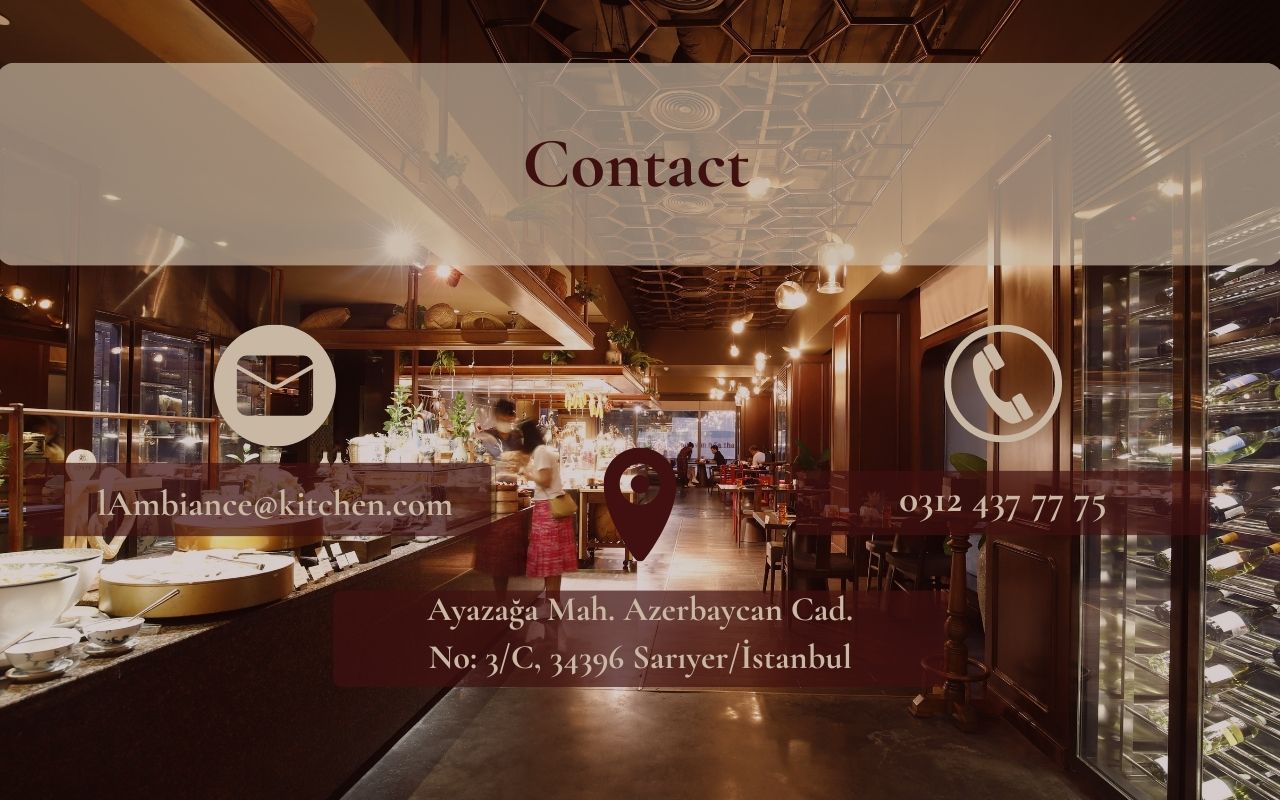 Contact
lAmbiance@kitchen.com
0312 437 77 75
Ayazağa Mah. Azerbaycan Cad.
No: 3/C, 34396 Sarıyer/İstanbul